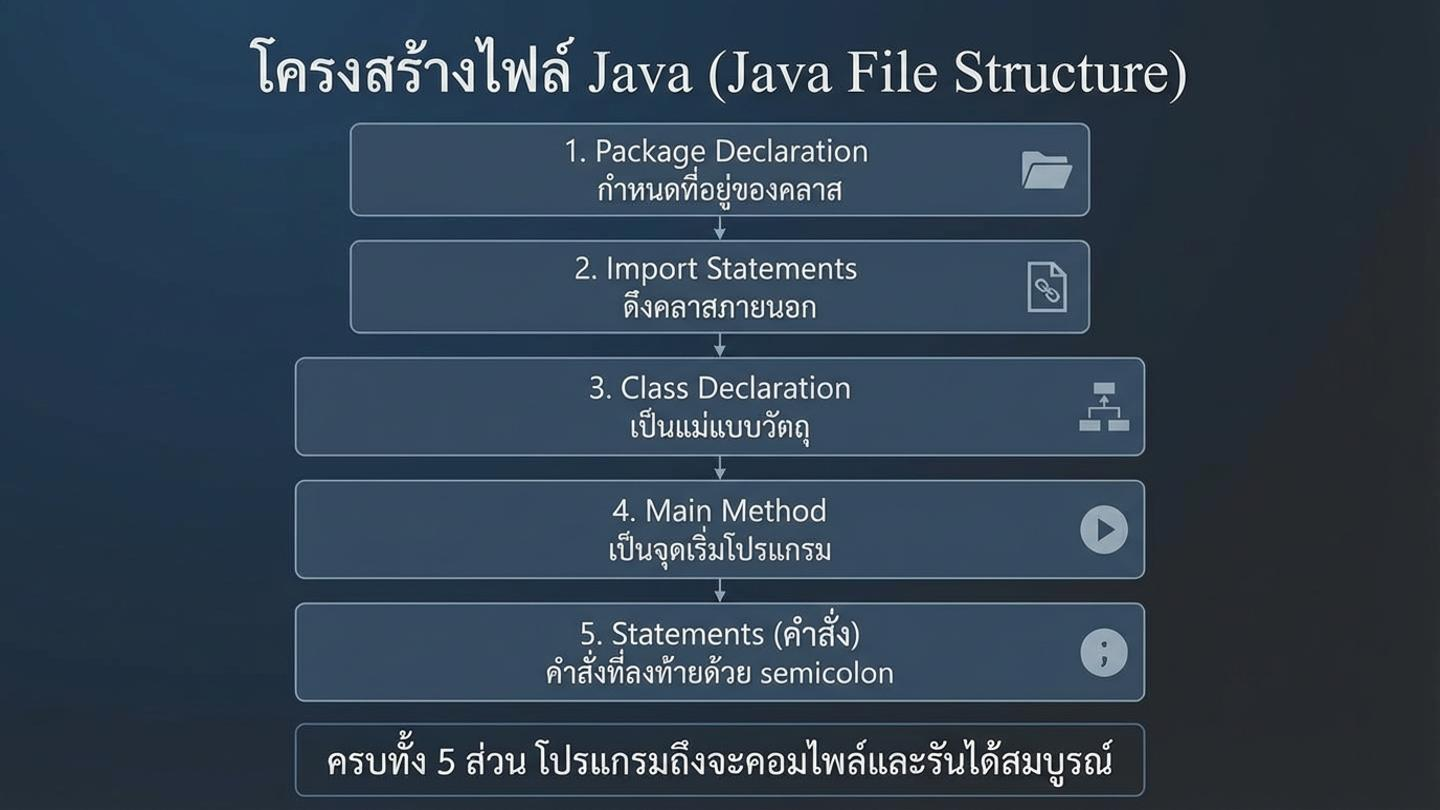 โครงสร้างไฟล์ Java (Java File Structure)
1. Package Declaration
กำหนดที่อยู่ของคลาส
2. Import Statements
ดึงคลาสภายนอก
3. Class Declaration
เป็นแม่แบบวัตถุ
4. Main Method
เป็นจุดเริ่มโปรแกรม
5. Statements (คำสั่ง)
คำสั่งที่ลงท้ายด้วย semicolon
;
ครบทั้ง 5 ส่วน โปรแกรมถึงจะคอมไพล์และรันได้สมบูรณ์